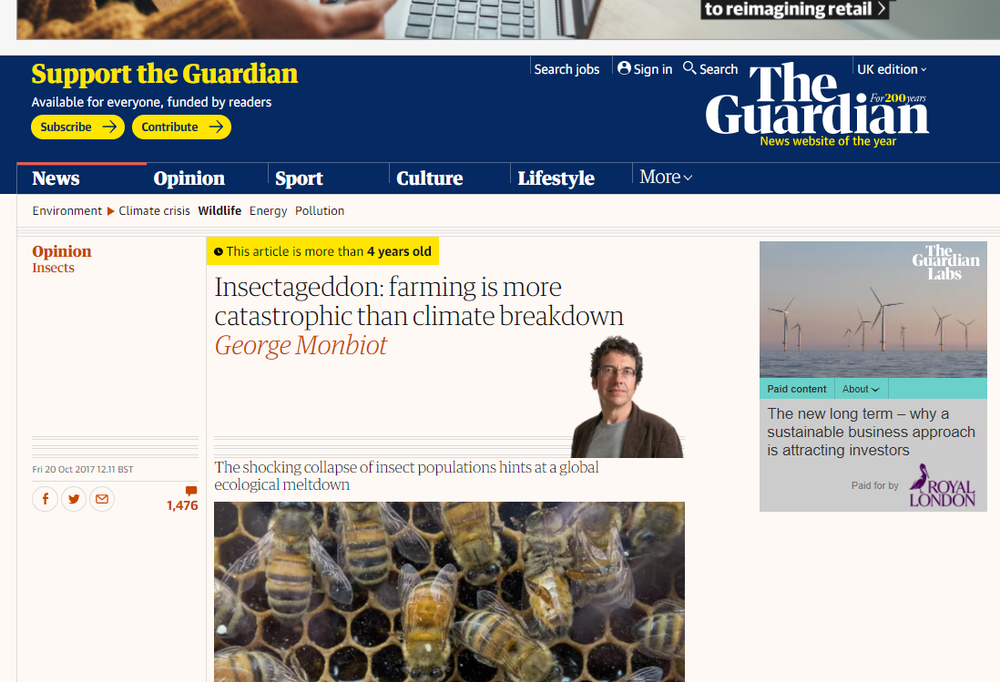 to reimagining retail
Support the Guardian
Available for everyone, funded by readers
Subscribe
Contribute
Search jobs
Sign in
Search
UK edition
The
Guardian
For 200 years
News website of the year
News
Opinion
Sport
Culture
Lifestyle
More
Environment
Climate crisis
Wildlife
Energy
Pollution
Opinion
Insects
This article is more than 4 years old
Insectageddon: farming is more
catastrophic than climate breakdown
George Monbiot
Fri 20 Oct 2017 12.11 BST
1,476
The shocking collapse of insect populations hints at a global
ecological meltdown
The
Guardian
Labs
Paid content
About
The new long term – why a
sustainable business approach
is attracting investors
Paid for by
ROYAL
LONDON